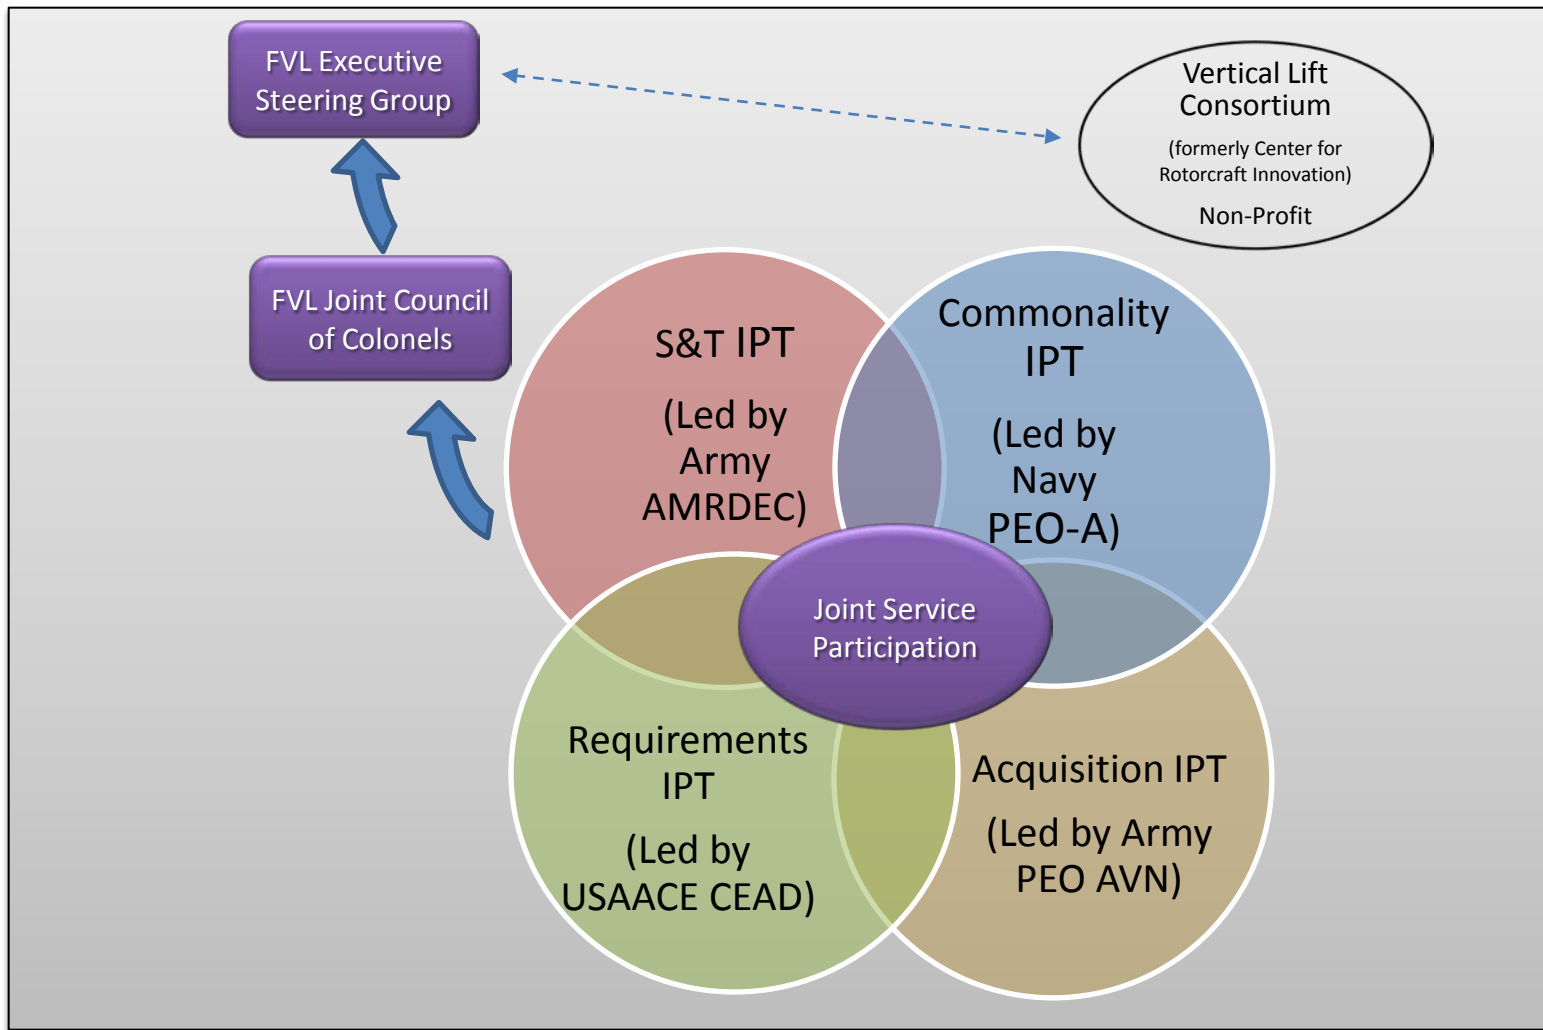 FVL Executive
Steering Group
Vertical Lift
Consortium
(formerly Center for
Rotorcraft Innovation)
Non-Profit
FVL Joint Council
of Colonels
S&T IPT
(Led by
Army
AMRDEC)
Commonality
IPT
(Led by
Navy
PEO-A)
Joint Service
Participation
Requirements
IPT
(Led by
USAACE CEAD)
Acquisition IPT
(Led by Army
PEO AVN)